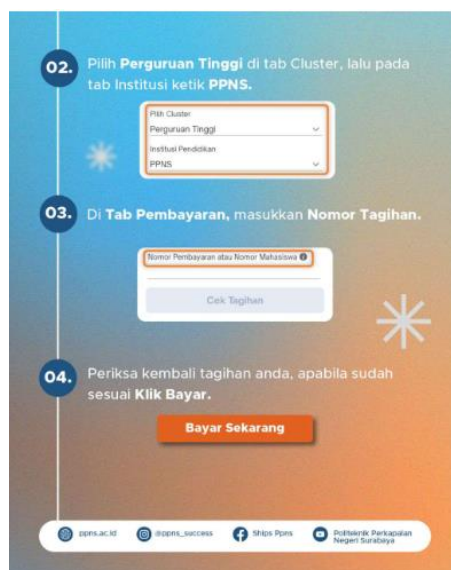 02. Pilih Perguruan Tinggi di tab Cluster, lalu pada
tab Institusi ketik PPNS.
Pilih Cluster
Perguruan Tinggi
Institusi Pendidikan
PPNS
03. Di Tab Pembayaran, masukkan Nomor Tagihan.
Nomor Pembayaran atau Nomor Mahasiswa
Cek Tagihan
04. Periksa kembali tagihan anda, apabila sudah
sesuai Klik Bayar.
Bayar Sekarang
ppns.ac.id
@ppns_success
Ships Ppns
Politeknik Perkapalan
Negeri Surabaya